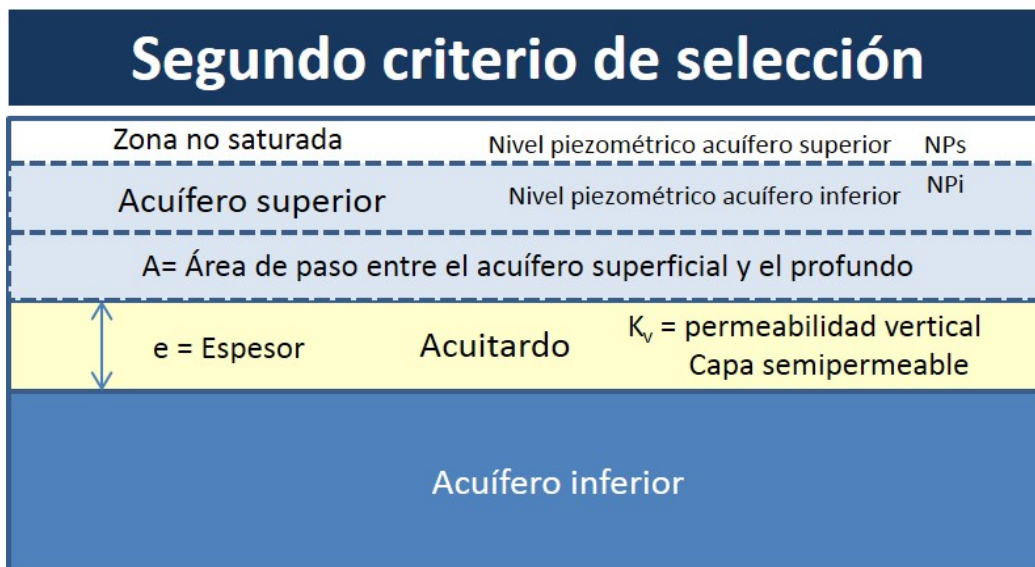 Segundo criterio de selección
Zona no saturada
Nivel piezométrico acuífero superior NPs
Acuífero superior
Nivel piezométrico acuífero inferior NPi
A= Área de paso entre el acuífero superficial y el profundo
e = Espesor
Acuitardo
Kv = permeabilidad vertical
Capa semipermeable
Acuífero inferior